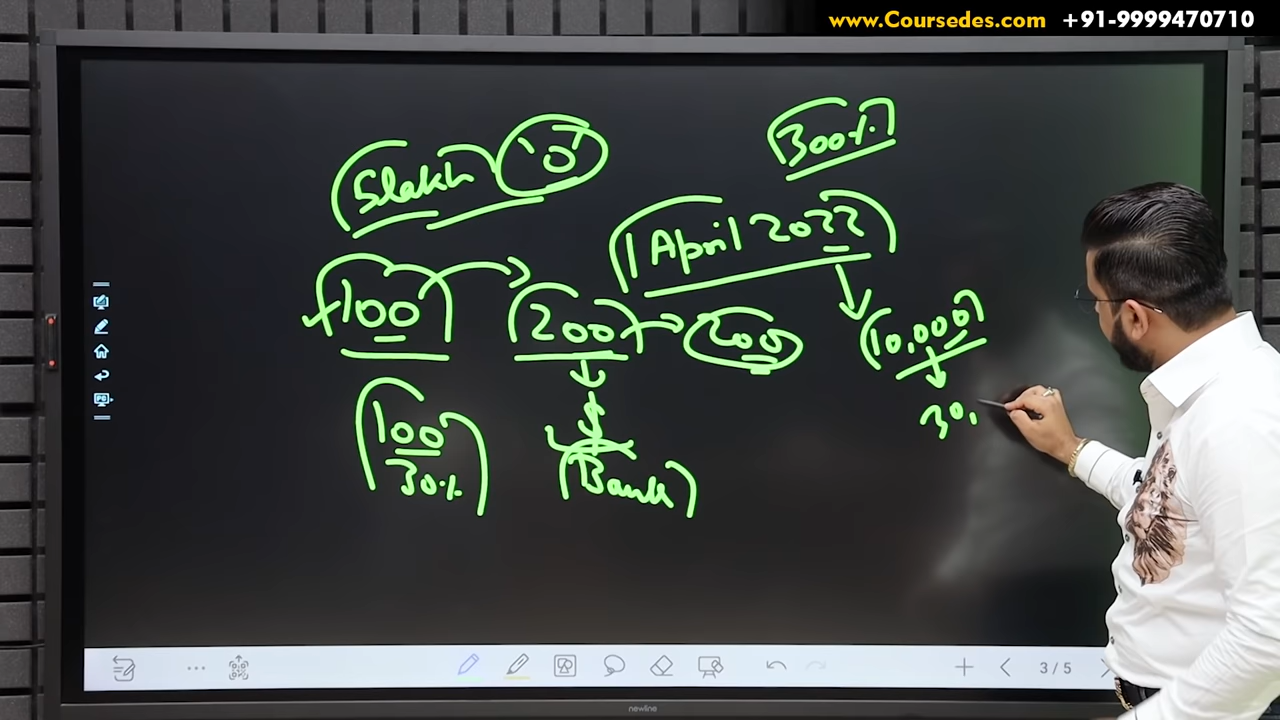 www.Coursedes.com +91-9999470710
300%
5lakh '0'
1 April 2022
100 200 200 10,000
30,
100
30%
Bank
3/5
newline